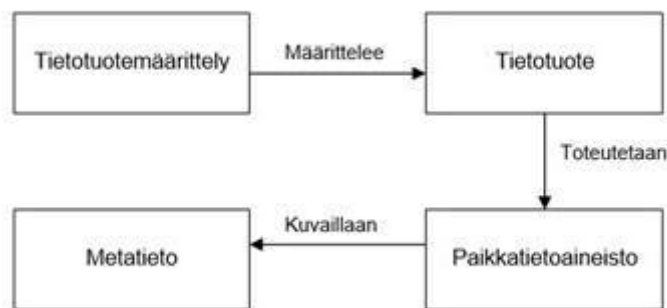 Tietotuotemäärittely
Määrittelee
Tietotuote
Toteutetaan
Kuvaillaan
Metatieto
Paikkatietoaineisto